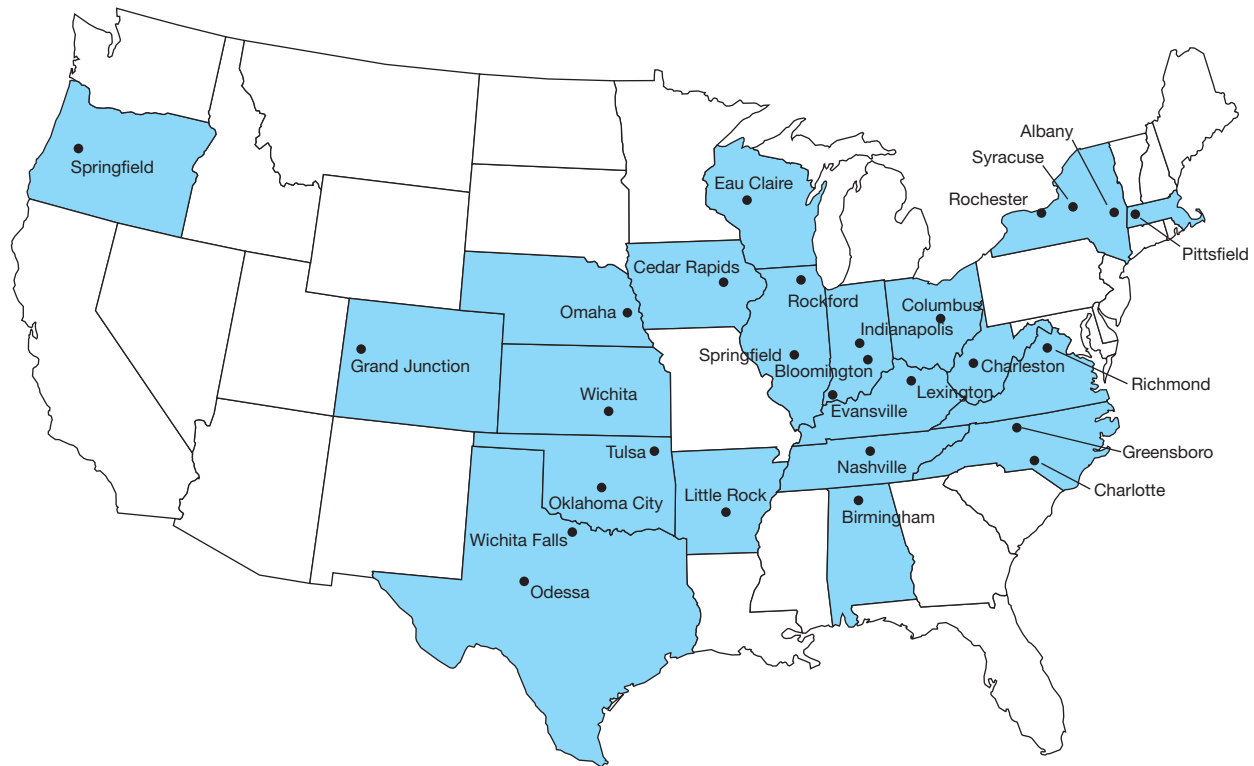 Albany
Springfield
Syracuse
Eau Claire
Rochester
Pittsfield
Cedar Rapids
Rockford
Columbus
Omaha
Indianapolis
Springfield
Grand Junction
Bloomington
Charleston
Richmond
Lexington
Wichita
Evansville
Tulsa
Nashville
Greensboro
Charlotte
Little Rock
Oklahoma City
Birmingham
Wichita Falls
Odessa